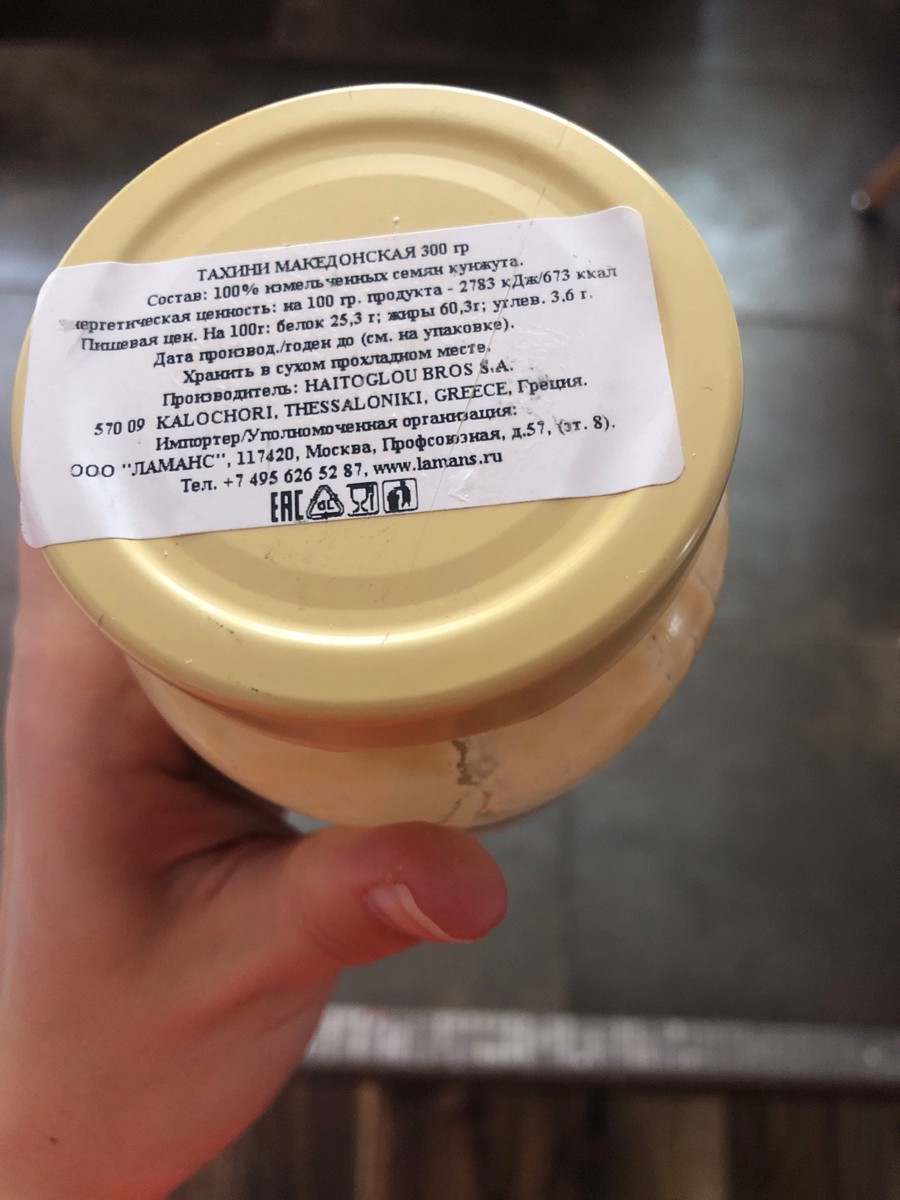 ТАХИНИ МАКЕДОНСКАЯ 300 гр
Состав: 100% измельченных семян кунжута.
нергетическая ценность: на 100 гр. продукта - 2783 кДж/673 ккал
Пищевая цен. На 100г: белок 25,3 г; жиры 60,3г; углев. 3,6 г.
Дата производ./годен до (см. на упаковке).
Хранить в сухом прохладном месте.
Производитель: HAITOGLOU BROS S.A.
570 09 KALOCHORI, THESSALONIKI, GREECE, Греция.
Импортер/Уполномоченная организация:
ООО "ЛАМАНС", 117420, Москва, Профсоюзная, д.57, (эт. 8).
Тел. +7 495 626 52 87, www.lamans.ru
EAC GL